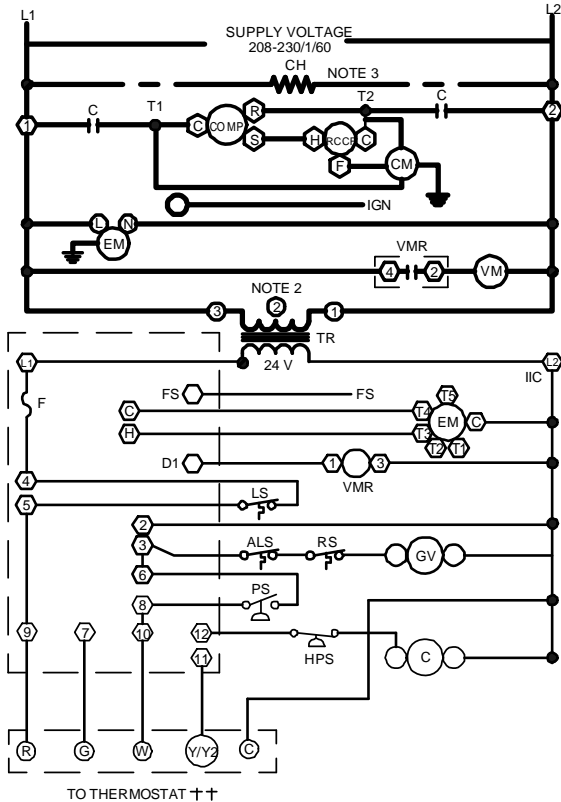 L1 L2
SUPPLY VOLTAGE
208-230/1/60
CH NOTE 3
C T1 T2 C
1 C COMP R 2
S H RCCF C
F CM
IGN
L N
EM
VMR
4 2 VM
NOTE 2
3 2 1
TR
L1 24 V L2
IIC
F FS FS
T5
C T4 EM C
H T3
T2 T1
D1 1 3
VMR
4 LS
5
2
3 ALS RS GV
6
PS
8
9 7 10 12
HPS C
11
R G W Y/Y2 C
TO THERMOSTAT ††